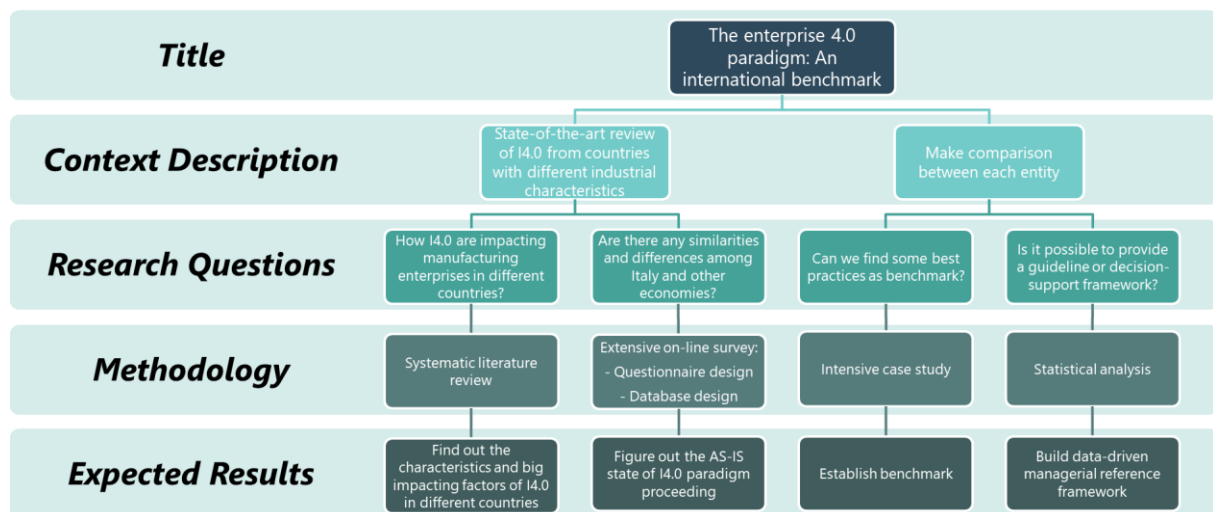 Title
The enterprise 4.0
paradigm: An
international benchmark
Context Description
State-of-the-art review
of I4.0 from countries
with different industrial
characteristics
Make comparison
between each entity
Research Questions
How I4.0 are impacting
manufacturing
enterprises in different
countries?
Are there any similarities
and differences among
Italy and other
economies?
Can we find some best
practices as benchmark?
Is it possible to provide
a guideline or decision-
support framework?
Methodology
Systematic literature
review
Extensive on-line survey:
- Questionnaire design
- Database design
Intensive case study
Statistical analysis
Expected Results
Find out the
characteristics and big
impacting factors of I4.0
in different countries
Figure out the AS-IS
state of I4.0 paradigm
proceeding
Establish benchmark
Build data-driven
managerial reference
framework